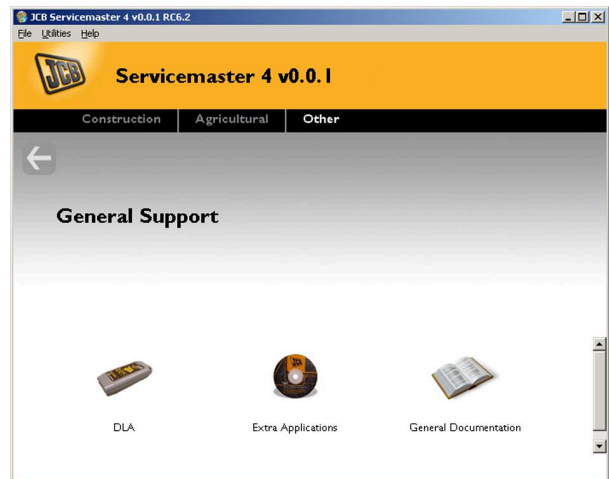 JCB Servicemaster 4 v0.0.1 RC6.2
File Utilities Help
JCB Servicemaster 4 v0.0.1
Construction Agricultural Other
General Support
DLA Extra Applications General Documentation